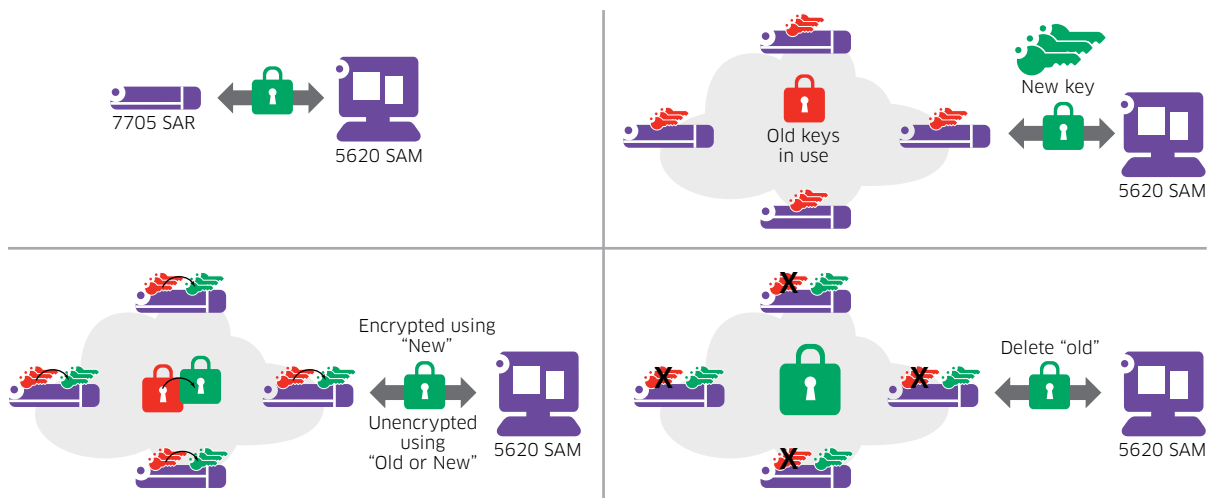 7705 SAR
5620 SAM
New key
Old keys
in use
5620 SAM
Encrypted using
“New”
Unencrypted
using
“Old or New”
5620 SAM
X
X
X
X
Delete “old”
5620 SAM